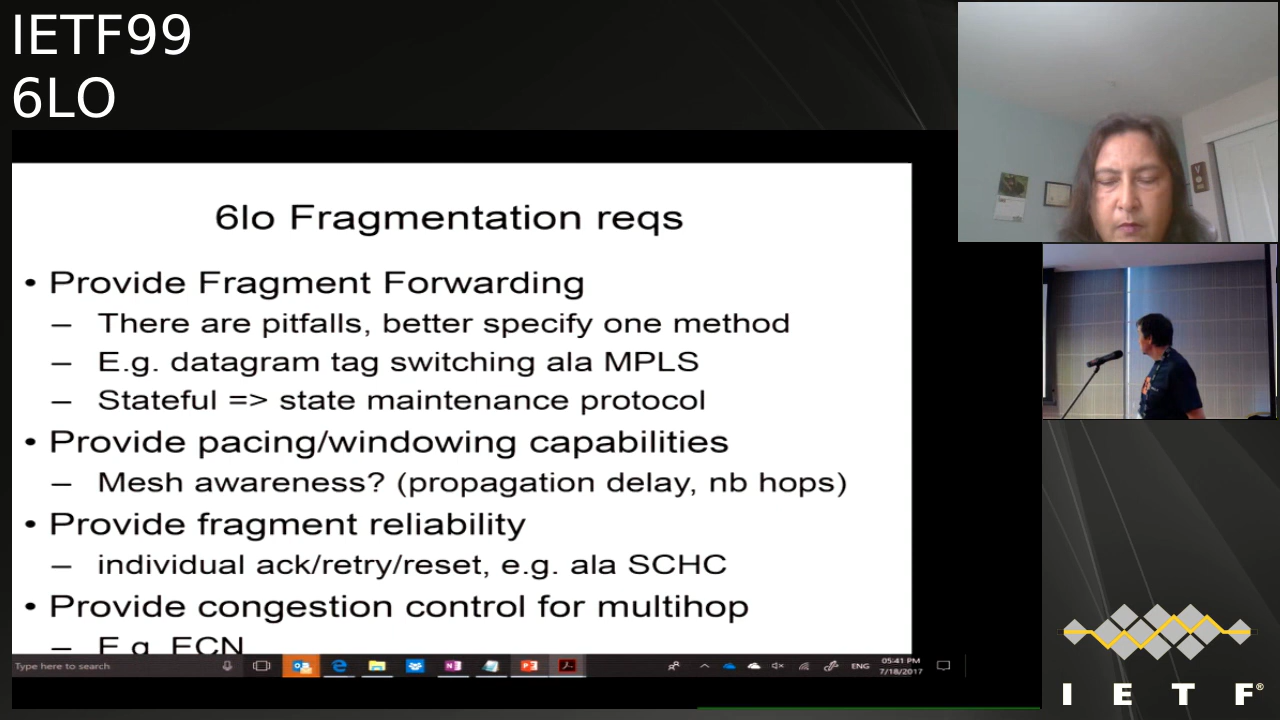 IETF99
6LO
6lo Fragmentation reqs
• Provide Fragment Forwarding
– There are pitfalls, better specify one method
– E.g. datagram tag switching ala MPLS
– Stateful => state maintenance protocol
• Provide pacing/windowing capabilities
– Mesh awareness? (propagation delay, nb hops)
• Provide fragment reliability
– individual ack/retry/reset, e.g. ala SCHC
• Provide congestion control for multihop
– E.g. ECN
Type here to search
ENG
05:41 PM
7/18/2017
I E T F®